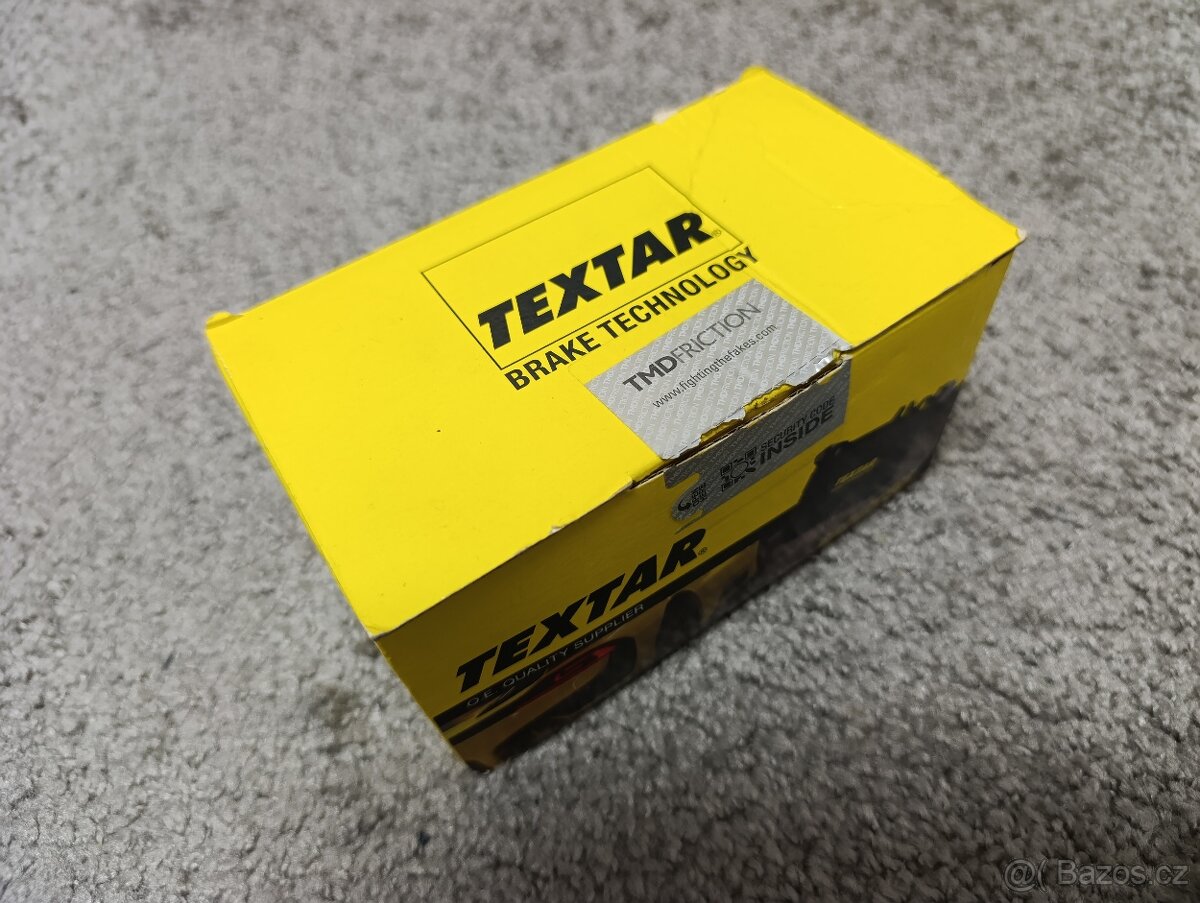 TEXTAR®
BRAKE TECHNOLOGY
TMDFRICTION
www.fightingthefakes.com
SECURITY CODE
INSIDE
TEXTAR®
O.E. QUALITY SUPPLIER
@( Bazos.cz